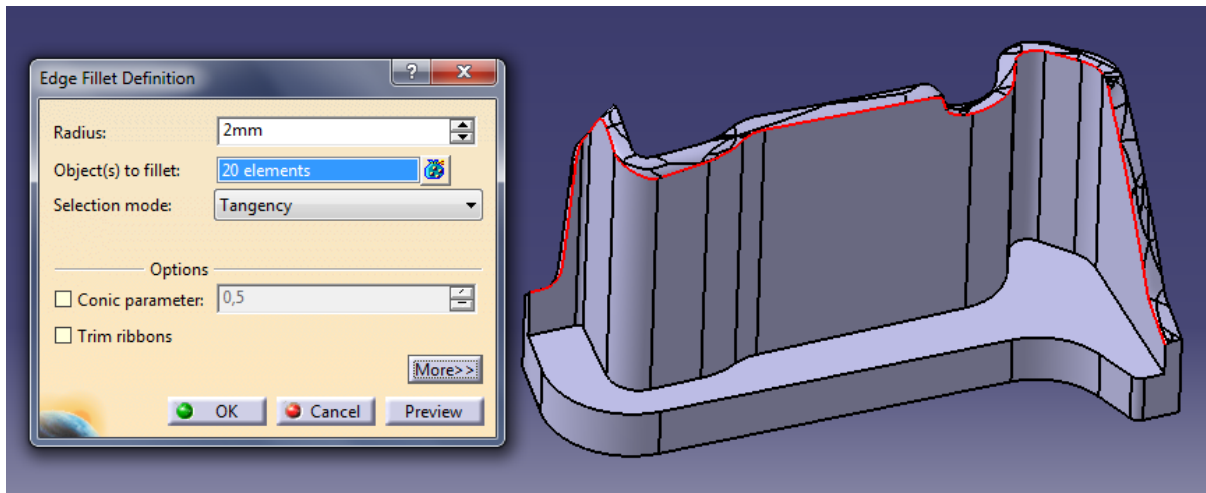 Edge Fillet Definition
Radius: 2mm
Object(s) to fillet: 20 elements
Selection mode: Tangency
Options
Conic parameter: 0,5
Trim ribbons
More>>
OK Cancel Preview